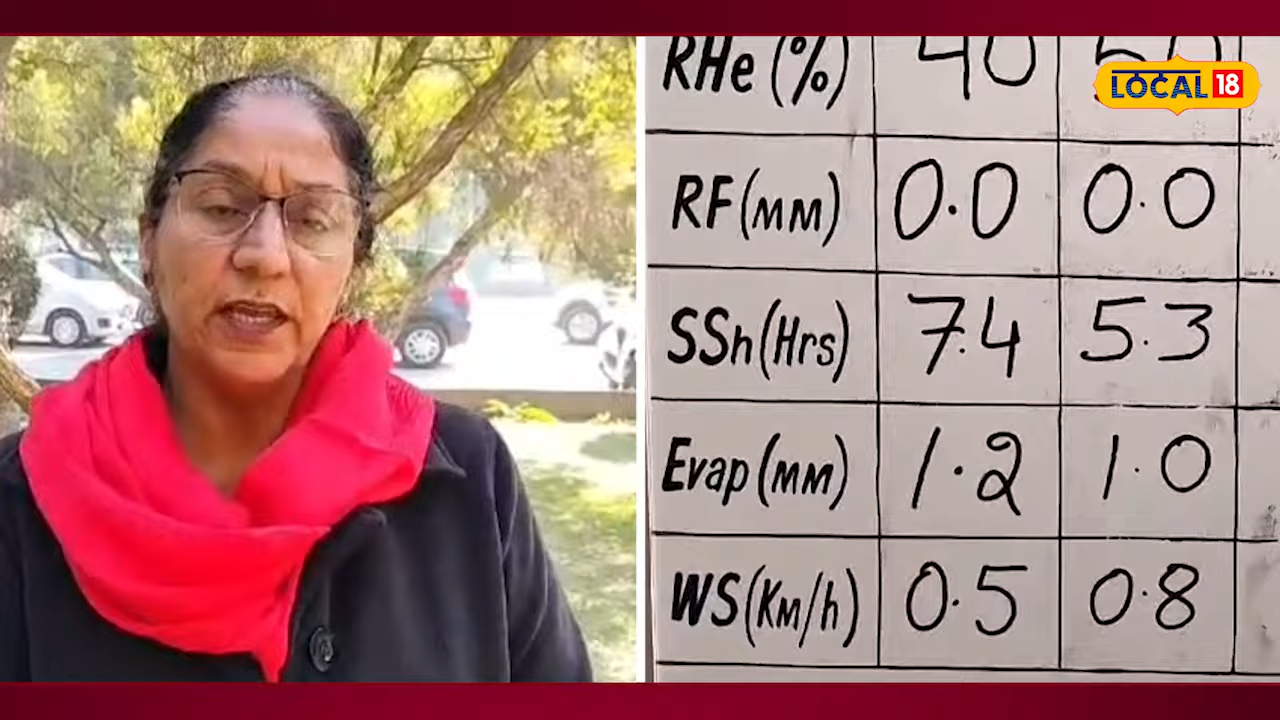 RHe (%) 40 50
LOCAL 18
RF (MM) 0.0 0.0
SSh (Hrs) 7.4 5.3
Evap (MM) 1.2 1.0
WS (Km/h) 0.5 0.8